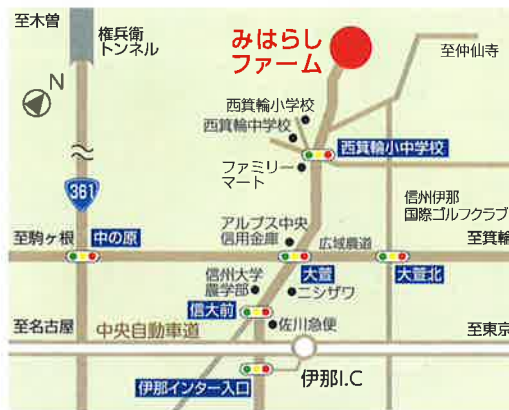 至木曽
権兵衛
トンネル
みはらし
ファーム
至仲仙寺
N
西箕輪小学校
西箕輪中学校
西箕輪小中学校
ファミリー
マート
361
信州伊那
国際ゴルフクラブ
アルプス中央
信用金庫
広域農道
至駒ヶ根
中の原
至箕輪
大萱
大萱北
信州大学
農学部
ニシザワ
信大前
佐川急便
至名古屋
中央自動車道
至東京
伊那インター入口
伊那I.C